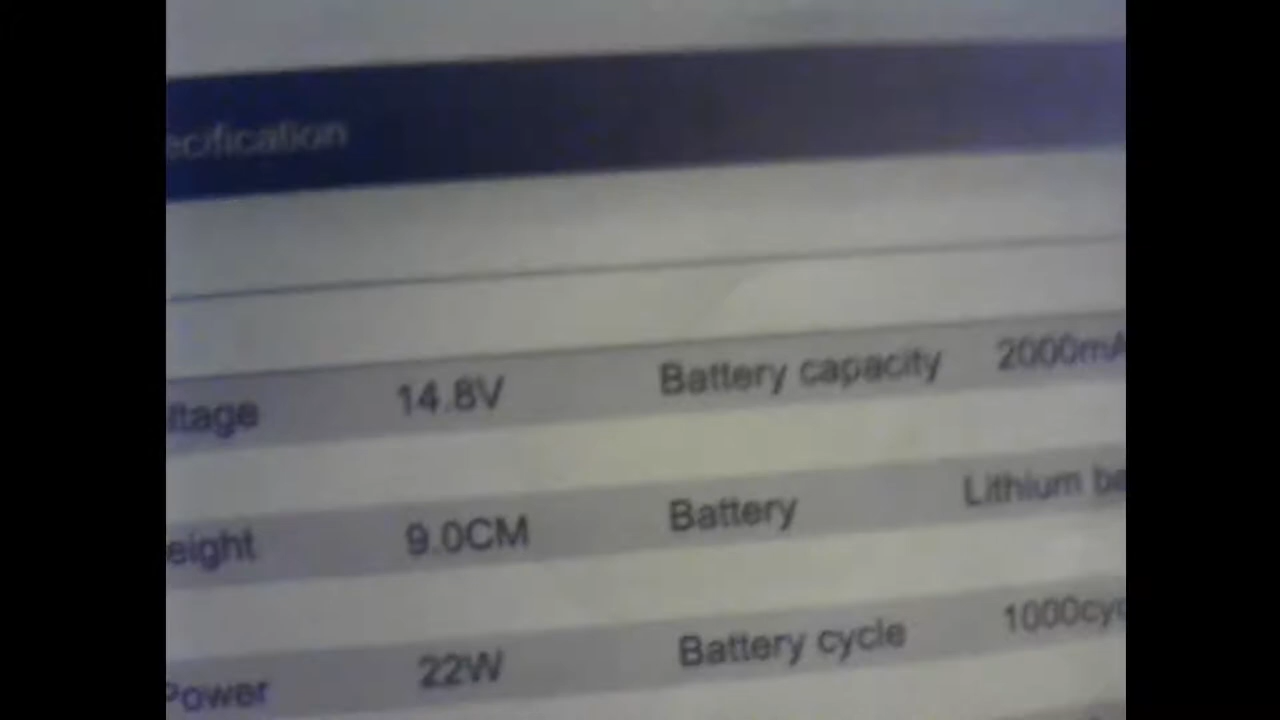 ecification
ltage 14.8V Battery capacity 2000mA
eight 9.0CM Battery Lithium ba
Power 22W Battery cycle 1000cyc